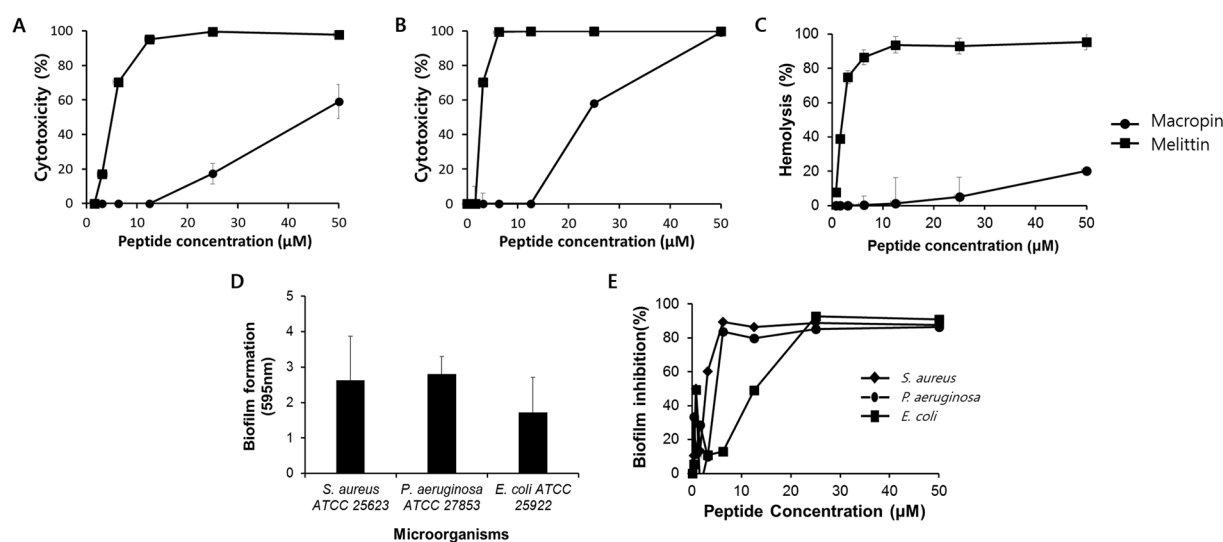 A
100
80
60
40
20
0
Cytotoxicity (%)
0 10 20 30 40 50
Peptide concentration (μM)
B
100
80
60
40
20
0
Cytotoxicity (%)
0 10 20 30 40 50
Peptide concentration (μM)
C
100
80
60
40
20
0
Hemolysis (%)
0 10 20 30 40 50
Peptide concentration (μM)
Macropin
Melittin
D
5
4
3
2
1
0
Biofilm formation
(595nm)
S. aureus
ATCC 25623
P. aeruginosa
ATCC 27853
E. coli ATCC
25922
Microorganisms
E
100
80
60
40
20
0
Biofilm inhibition(%)
0 10 20 30 40 50
Peptide Concentration (μM)
S. aureus
P. aeruginosa
E. coli